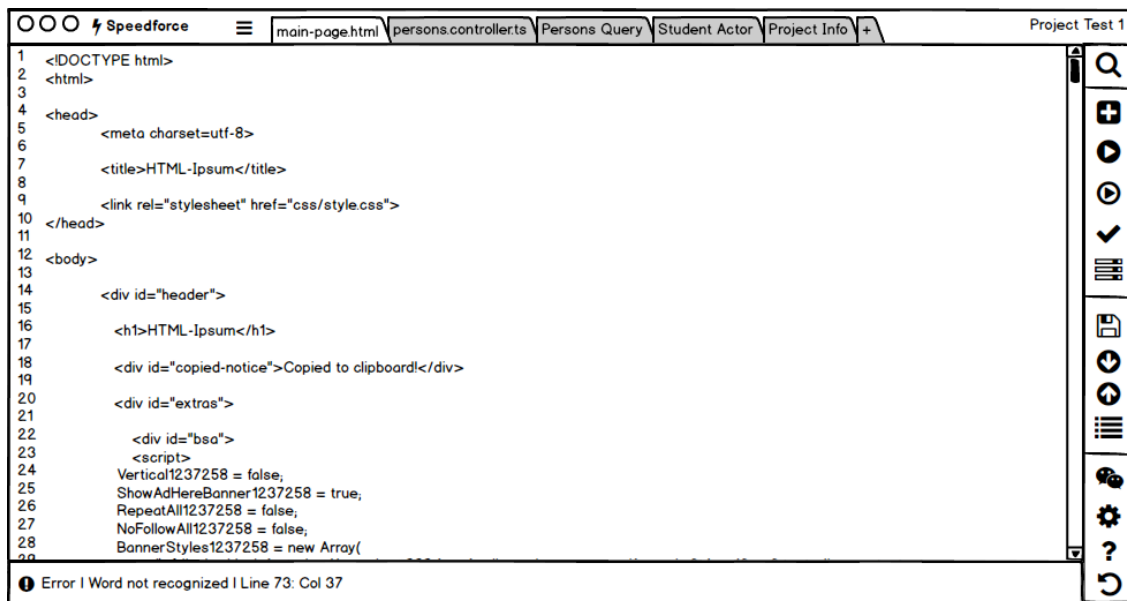 Speedforce main-page.html persons.controller.ts Persons Query Student Actor Project Info + Project Test 1
1 <!DOCTYPE html>
2 <html>
3
4 <head>
5 <meta charset=utf-8>
6
7 <title>HTML-Ipsum</title>
8
9 <link rel="stylesheet" href="css/style.css">
10 </head>
11
12 <body>
13
14 <div id="header">
15
16 <h1>HTML-Ipsum</h1>
17
18 <div id="copied-notice">Copied to clipboard!</div>
19
20 <div id="extras">
21
22 <div id="bsa">
23 <script>
24 Vertical1237258 = false;
25 ShowAdHereBanner1237258 = true;
26 RepeatAll1237258 = false;
27 NoFollowAll1237258 = false;
28 BannerStyles1237258 = new Array(
Error | Word not recognized | Line 73: Col 37